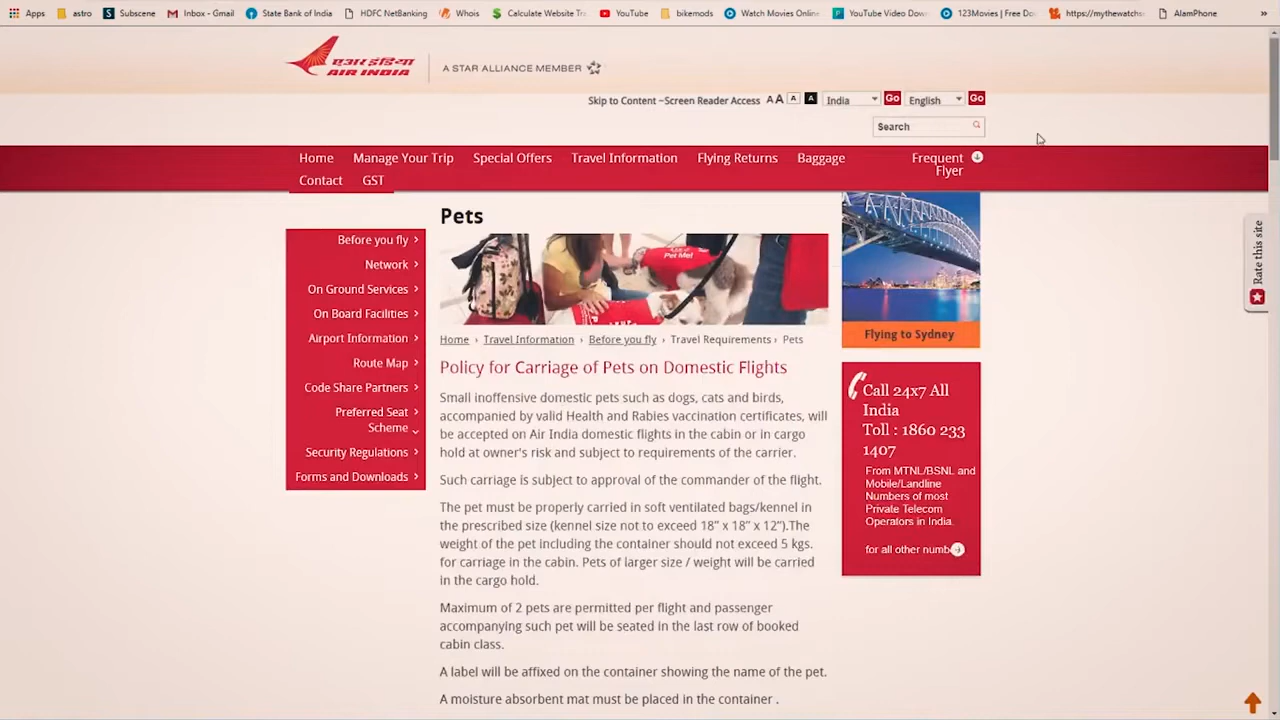 Apps
astro
Subscene
Inbox - Gmail
State Bank of India
HDFC NetBanking
Whois
Calculate Website Tr
YouTube
bikemods
Watch Movies Online
YouTube Video Down
123Movies | Free Do
https://mythewatchs
AlamPhone
»
एअर इंडिया
AIR INDIA
A STAR ALLIANCE MEMBER
Skip to Content –Screen Reader Access A A A A India Go English Go
Search
Home Manage Your Trip Special Offers Travel Information Flying Returns Baggage
Contact GST
Frequent
Flyer
Before you fly ›
Network ›
On Ground Services ›
On Board Facilities ›
Airport Information ›
Route Map ›
Code Share Partners ›
Preferred Seat ›
Scheme
Security Regulations ›
Forms and Downloads ›
Pets
Pet Me!
Home › Travel Information › Before you fly › Travel Requirements › Pets
Policy for Carriage of Pets on Domestic Flights
Small inoffensive domestic pets such as dogs, cats and birds,
accompanied by valid Health and Rabies vaccination certificates, will
be accepted on Air India domestic flights in the cabin or in cargo
hold at owner's risk and subject to requirements of the carrier.
Such carriage is subject to approval of the commander of the flight.
The pet must be properly carried in soft ventilated bags/kennel in
the prescribed size (kennel size not to exceed 18” x 18” x 12”).The
weight of the pet including the container should not exceed 5 kgs.
for carriage in the cabin. Pets of larger size / weight will be carried
in the cargo hold.
Maximum of 2 pets are permitted per flight and passenger
accompanying such pet will be seated in the last row of booked
cabin class.
A label will be affixed on the container showing the name of the pet.
A moisture absorbent mat must be placed in the container .
Flying to Sydney
Call 24x7 All
India
Toll : 1860 233
1407
From MTNL/BSNL and
Mobile/Landline
Numbers of most
Private Telecom
Operators in India.
for all other numb
Rate this site